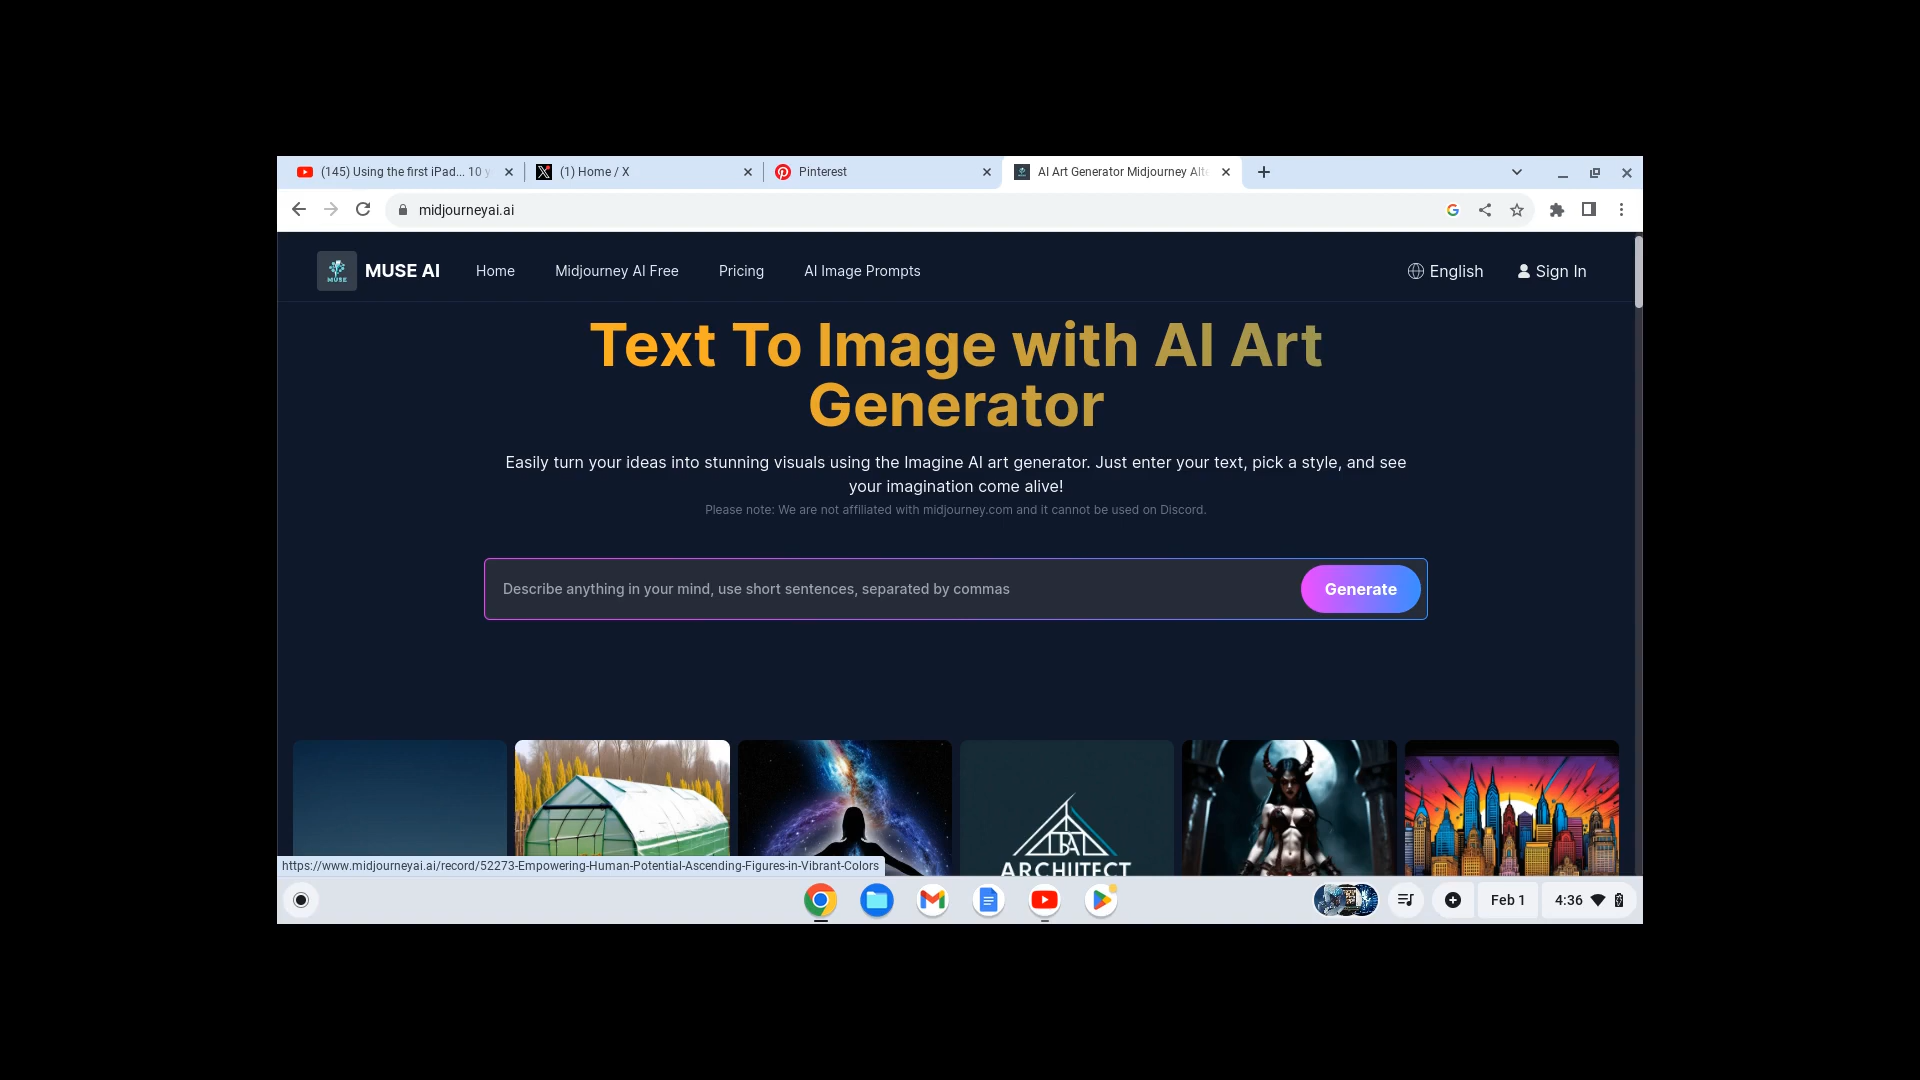 (145) Using the first iPad... 10 y
(1) Home / X
Pinterest
AI Art Generator Midjourney Alte
midjourneyai.ai
MUSE
MUSE AI
Home
Midjourney AI Free
Pricing
AI Image Prompts
English
Sign In
Text To Image with AI Art
Generator
Easily turn your ideas into stunning visuals using the Imagine AI art generator. Just enter your text, pick a style, and see
your imagination come alive!
Please note: We are not affiliated with midjourney.com and it cannot be used on Discord.
Describe anything in your mind, use short sentences, separated by commas
Generate
https://www.midjourneyai.ai/record/52273-Empowering-Human-Potential-Ascending-Figures-in-Vibrant-Colors
Feb 1
4:36